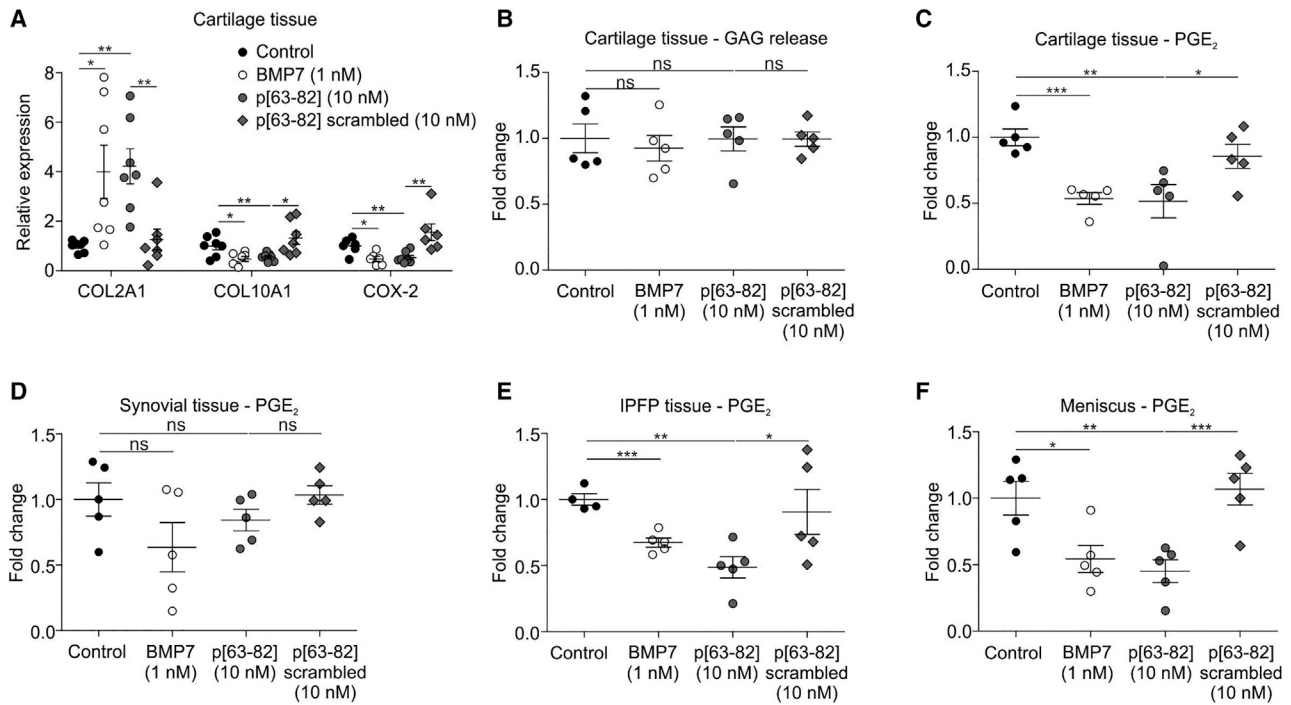 A
Cartilage tissue
Control
BMP7 (1 nM)
p[63-82] (10 nM)
p[63-82] scrambled (10 nM)
** * ** ** * * ** * **
Relative expression
8
6
4
2
0
COL2A1 COL10A1 COX-2
B
Cartilage tissue - GAG release
ns ns
ns
Fold change
1.5
1.0
0.5
0.0
Control BMP7 p[63-82] p[63-82]
(1 nM) (10 nM) scrambled
(10 nM)
C
Cartilage tissue - PGE2
** *
***
Fold change
1.5
1.0
0.5
0.0
Control BMP7 p[63-82] p[63-82]
(1 nM) (10 nM) scrambled
(10 nM)
D
Synovial tissue - PGE2
ns ns
ns
Fold change
1.5
1.0
0.5
0.0
Control BMP7 p[63-82] p[63-82]
(1 nM) (10 nM) scrambled
(10 nM)
E
IPFP tissue - PGE2
** *
***
Fold change
1.5
1.0
0.5
0.0
Control BMP7 p[63-82] p[63-82]
(1 nM) (10 nM) scrambled
(10 nM)
F
Meniscus - PGE2
** ***
*
Fold change
1.5
1.0
0.5
0.0
Control BMP7 p[63-82] p[63-82]
(1 nM) (10 nM) scrambled
(10 nM)